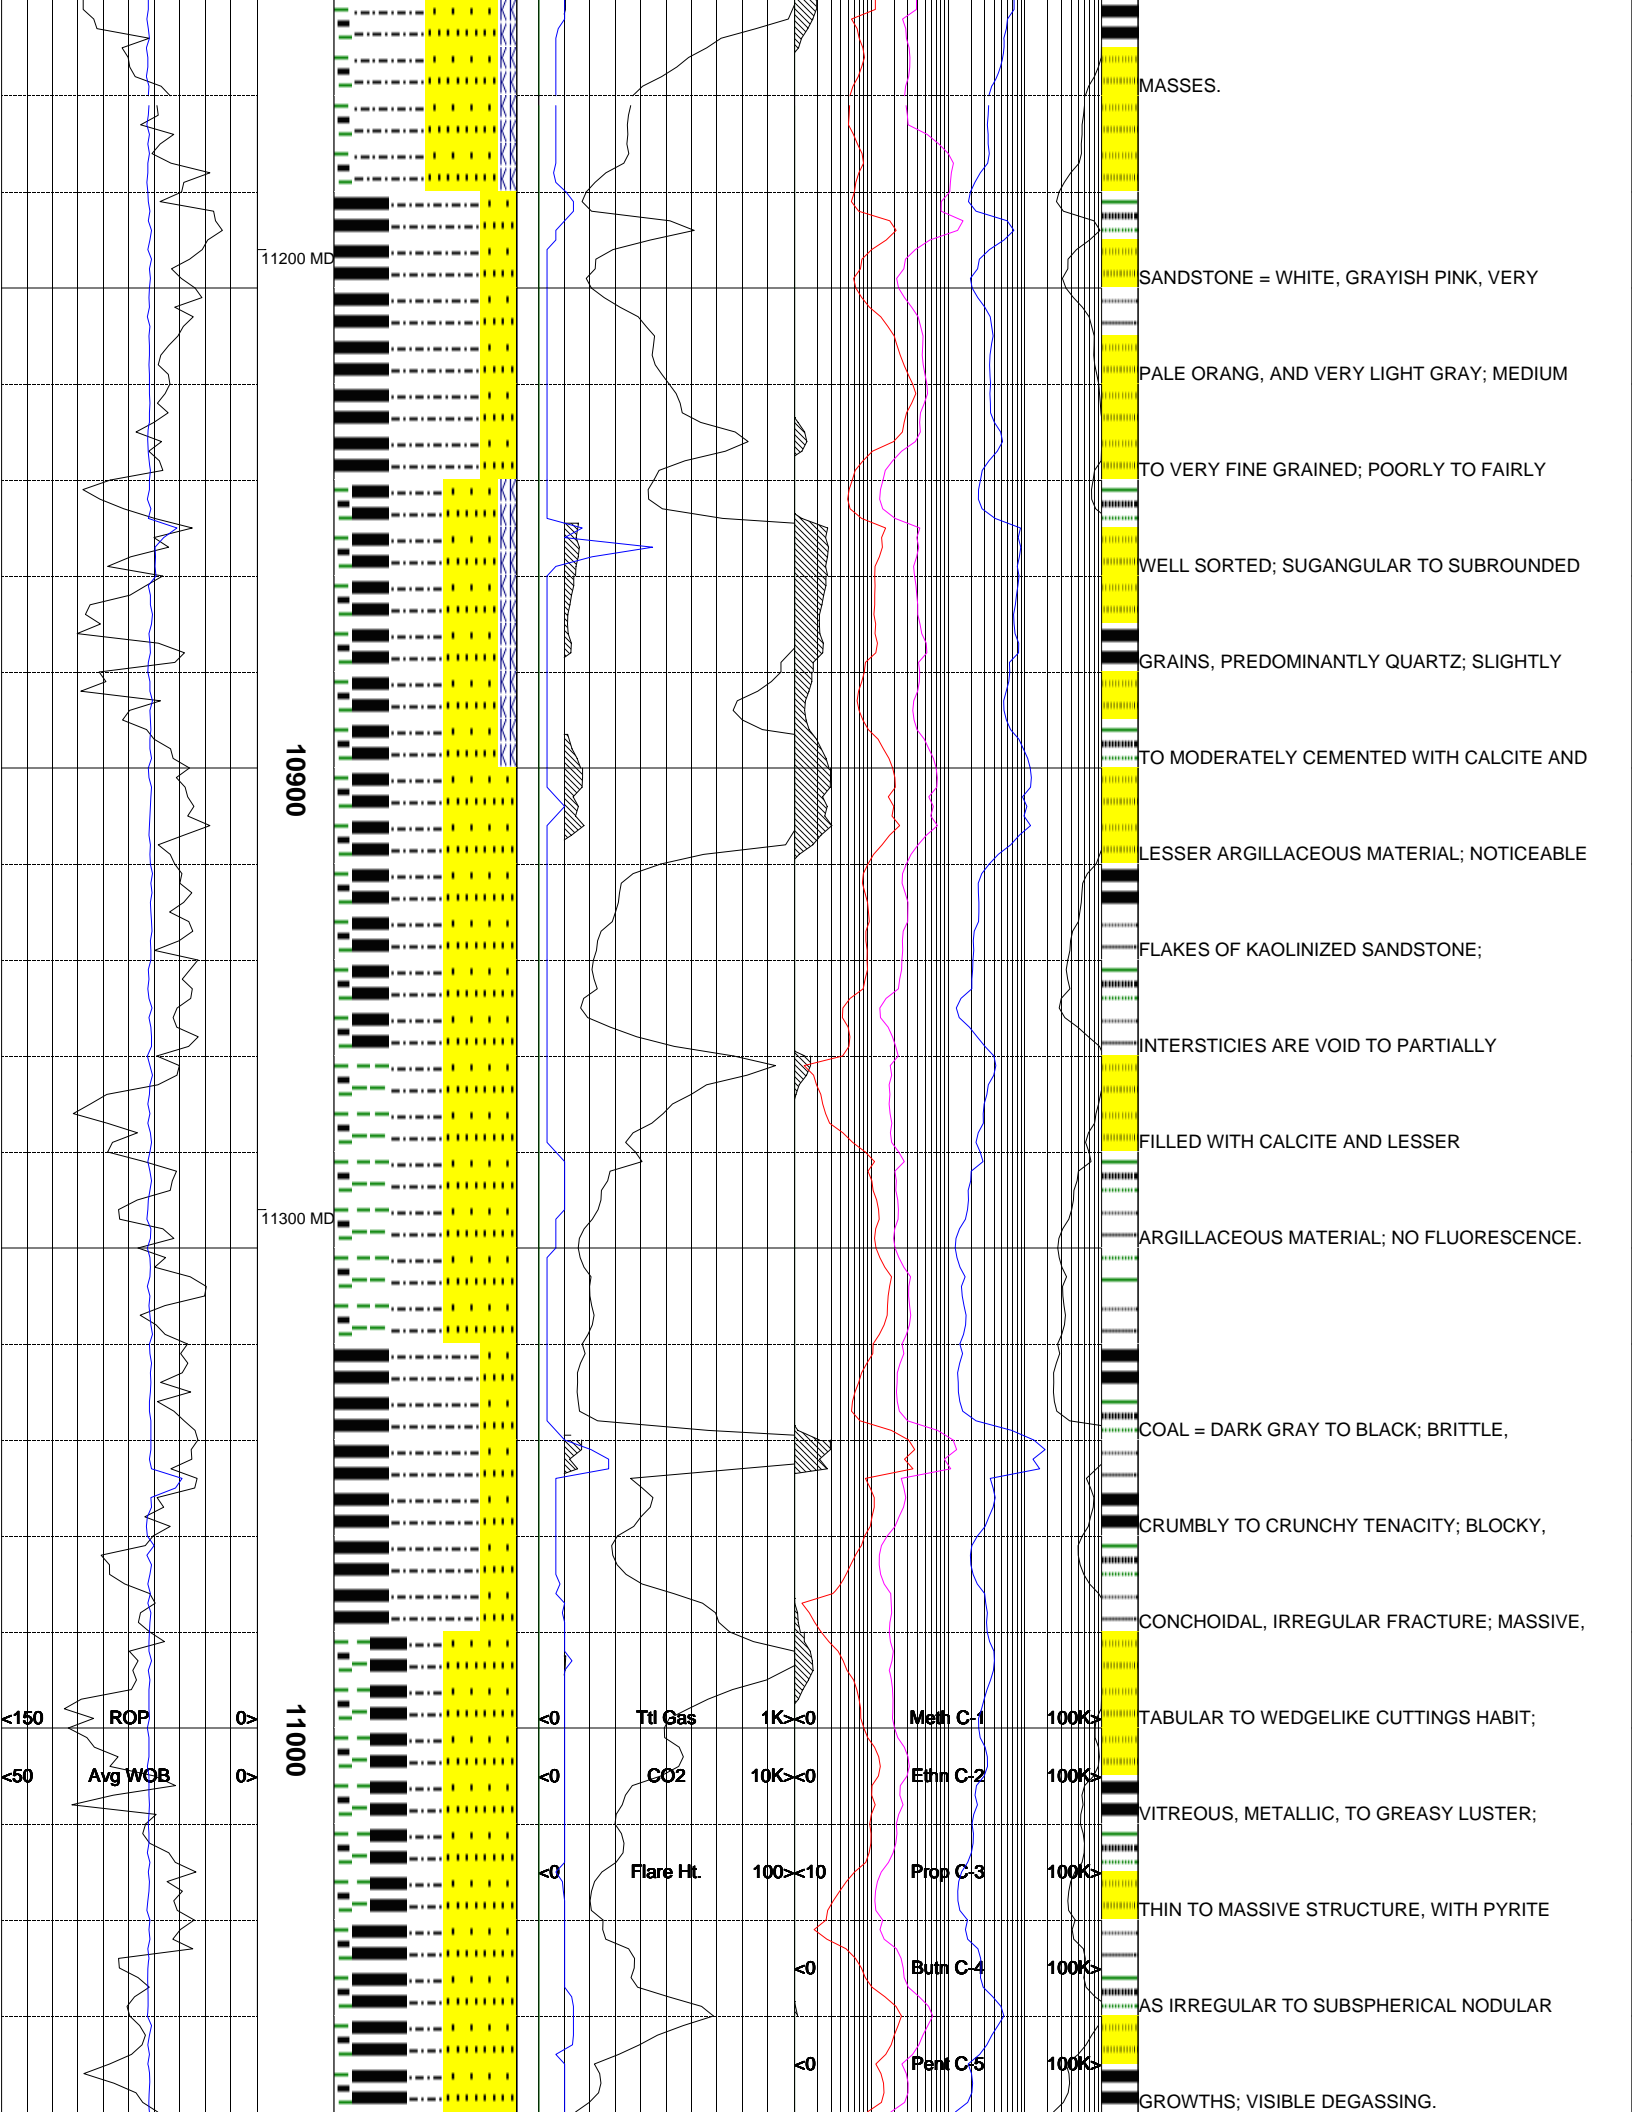 MASSES.
11200 MD
SANDSTONE = WHITE, GRAYISH PINK, VERY
PALE ORANG, AND VERY LIGHT GRAY; MEDIUM
TO VERY FINE GRAINED; POORLY TO FAIRLY
WELL SORTED; SUGANGULAR TO SUBROUNDED
GRAINS, PREDOMINANTLY QUARTZ; SLIGHTLY
10900
TO MODERATELY CEMENTED WITH CALCITE AND
LESSER ARGILLACEOUS MATERIAL; NOTICEABLE
FLAKES OF KAOLINIZED SANDSTONE;
INTERSTICIES ARE VOID TO PARTIALLY
FILLED WITH CALCITE AND LESSER
11300 MD
ARGILLACEOUS MATERIAL; NO FLUORESCENCE.
COAL = DARK GRAY TO BLACK; BRITTLE,
CRUMBLY TO CRUNCHY TENACITY; BLOCKY,
CONCHOIDAL, IRREGULAR FRACTURE; MASSIVE,
<150 ROP 0> 11000 <0 Ttl Gas 1K> <0 Meth C-1 100K> TABULAR TO WEDGELIKE CUTTINGS HABIT;
<50 Avg WOB 0> <0 CO2 10K> <0 Ethn C-2 100K>
VITREOUS, METALLIC, TO GREASY LUSTER;
<0 Flare Ht. 100> <10 Prop C-3 100K>
THIN TO MASSIVE STRUCTURE, WITH PYRITE
<0 Butn C-4 100K>
AS IRREGULAR TO SUBSPHERICAL NODULAR
<0 Pent C-5 100K>
GROWTHS; VISIBLE DEGASSING.